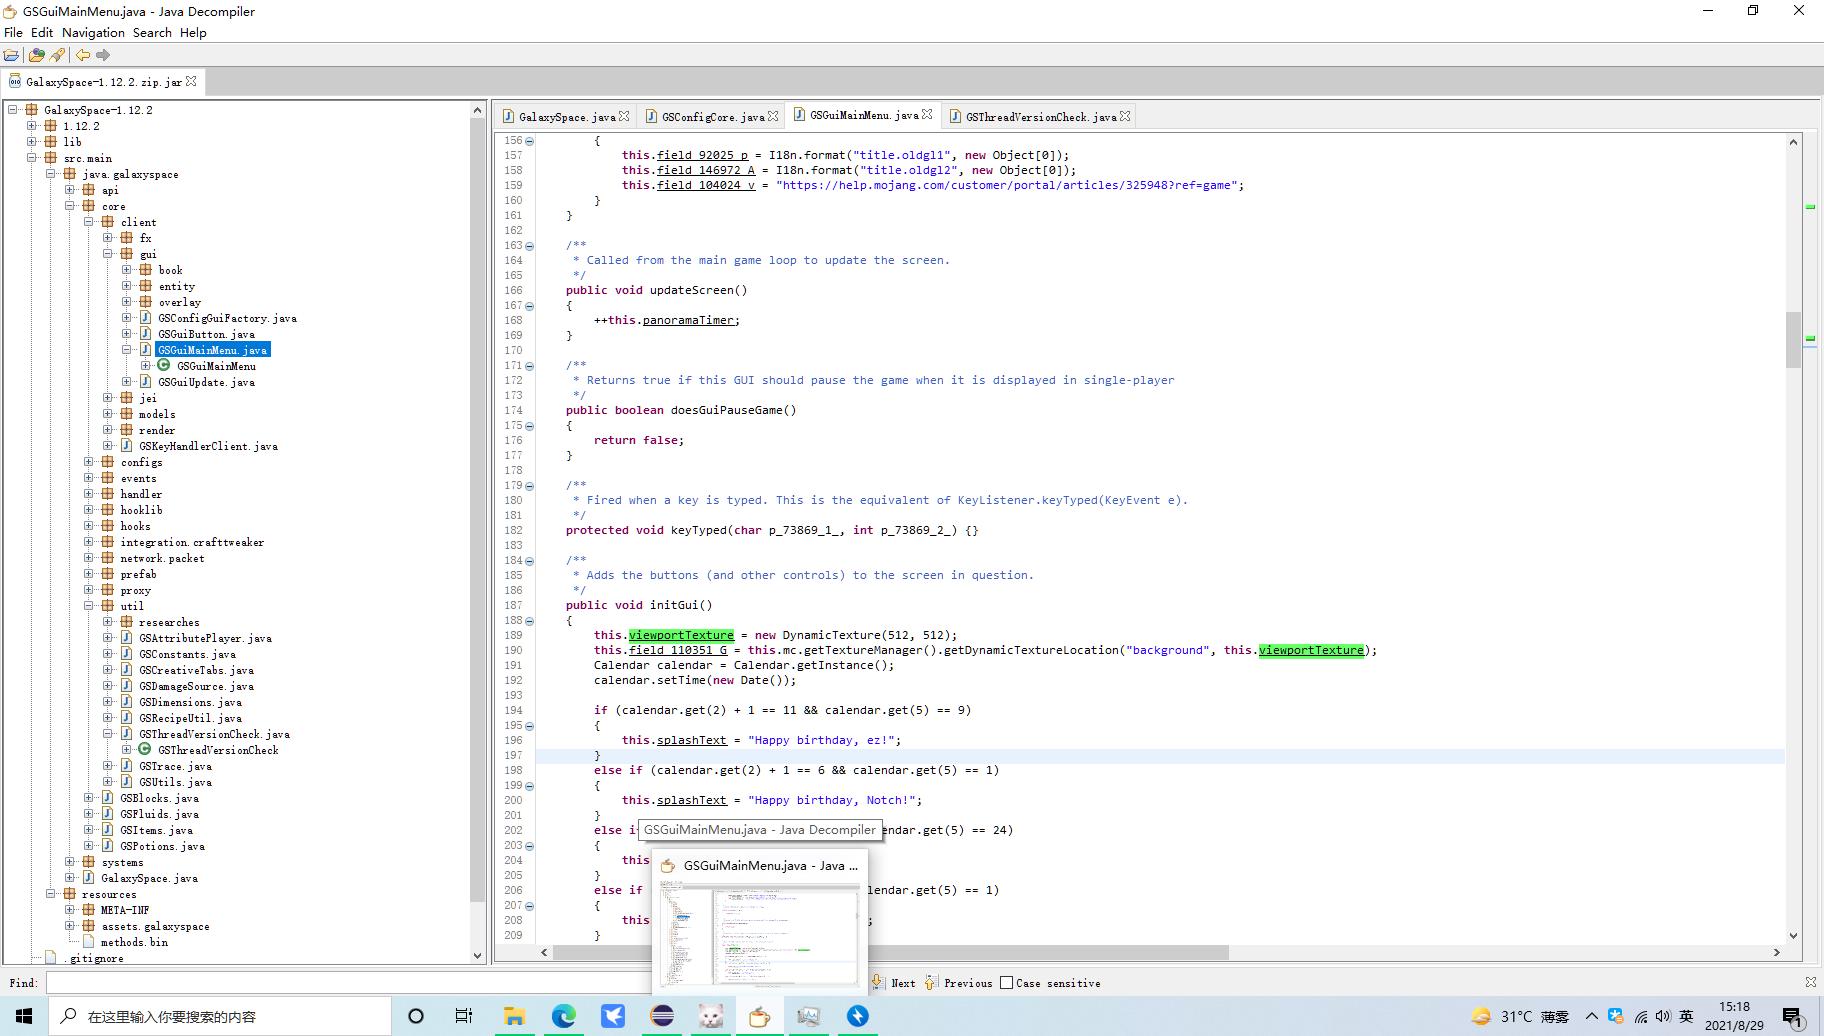 GSGuiMainMenu.java - Java Decompiler
File Edit Navigation Search Help
GalaxySpace-1.12.2.zip.jar
GalaxySpace-1.12.2
1.12.2
lib
src.main
java.galaxyspace
api
core
client
fx
gui
book
entity
overlay
GSConfigGuiFactory.java
GSGuiButton.java
GSGuiMainMenu.java
GSGuiMainMenu
GSGuiUpdate.java
jei
models
render
GSKeyHandlerClient.java
configs
events
handler
hooklib
hooks
integration.crafttweaker
network.packet
prefab
proxy
util
researches
GSAttributePlayer.java
GSConstants.java
GSCreativeTabs.java
GSDamageSource.java
GSDimensions.java
GSRecipeUtil.java
GSThreadVersionCheck.java
GSThreadVersionCheck
GSTrace.java
GSUtils.java
GSBlocks.java
GSFluids.java
GSItems.java
GSPotions.java
systems
GalaxySpace.java
resources
META-INF
assets.galaxyspace
methods.bin
.gitignore
GalaxySpace.java GSConfigCore.java GSGuiMainMenu.java GSThreadVersionCheck.java
156 {
157 this.field_92025_p = I18n.format("title.oldgl1", new Object[0]);
158 this.field_146972_A = I18n.format("title.oldgl2", new Object[0]);
159 this.field_104024_v = "https://help.mojang.com/customer/portal/articles/325948?ref=game";
160 }
161 }
162
163 /**
164 * Called from the main game loop to update the screen.
165 */
166 public void updateScreen()
167 {
168 ++this.panoramaTimer;
169 }
170
171 /**
172 * Returns true if this GUI should pause the game when it is displayed in single-player
173 */
174 public boolean doesGuiPauseGame()
175 {
176 return false;
177 }
178
179 /**
180 * Fired when a key is typed. This is the equivalent of KeyListener.keyTyped(KeyEvent e).
181 */
182 protected void keyTyped(char p_73869_1_, int p_73869_2_) {}
183
184 /**
185 * Adds the buttons (and other controls) to the screen in question.
186 */
187 public void initGui()
188 {
189 this.viewportTexture = new DynamicTexture(512, 512);
190 this.field_110351_G = this.mc.getTextureManager().getDynamicTextureLocation("background", this.viewportTexture);
191 Calendar calendar = Calendar.getInstance();
192 calendar.setTime(new Date());
193
194 if (calendar.get(2) + 1 == 11 && calendar.get(5) == 9)
195 {
196 this.splashText = "Happy birthday, ez!";
197 }
198 else if (calendar.get(2) + 1 == 6 && calendar.get(5) == 1)
199 {
200 this.splashText = "Happy birthday, Notch!";
201 }
202 else i endar.get(5) == 24)
203 {
204 this
205 }
206 else if lendar.get(5) == 1)
207 {
208 this ;
209 }
GSGuiMainMenu.java - Java Decompiler
GSGuiMainMenu.java - Java ...
Find: Next Previous Case sensitive
在这里输入你要搜索的内容
31°C 薄雾 英
15:18
2021/8/29
1